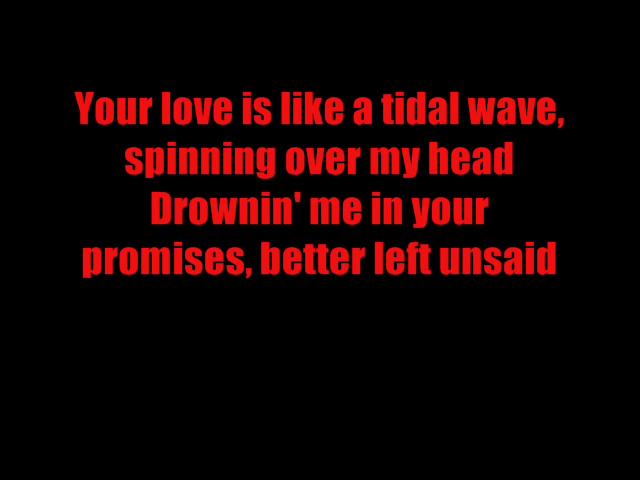 Your love is like a tidal wave,
spinning over my head
Drownin' me in your
promises, better left unsaid